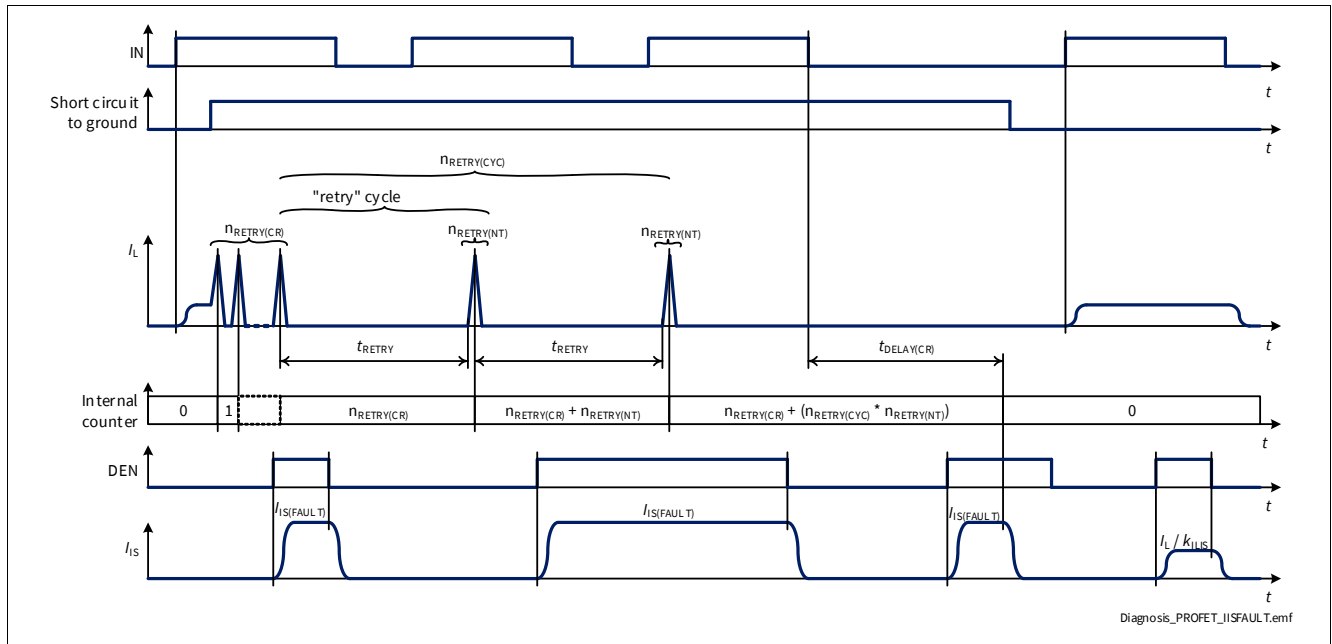 IN
t
Short circuit
to ground
t
nRETRY(CYC)
"retry" cycle
nRETRY(CR)
nRETRY(NT)
nRETRY(NT)
IL
t
tRETRY
tRETRY
tDELAY(CR)
Internal
counter
0
1
nRETRY(CR)
nRETRY(CR) + nRETRY(NT)
nRETRY(CR) + (nRETRY(CYC) * nRETRY(NT))
0
t
DEN
t
IIS(FAULT)
IIS(FAULT)
IIS(FAULT)
IL / kILIS
IIS
t
Diagnosis_PROFET_IISFAULT.emf